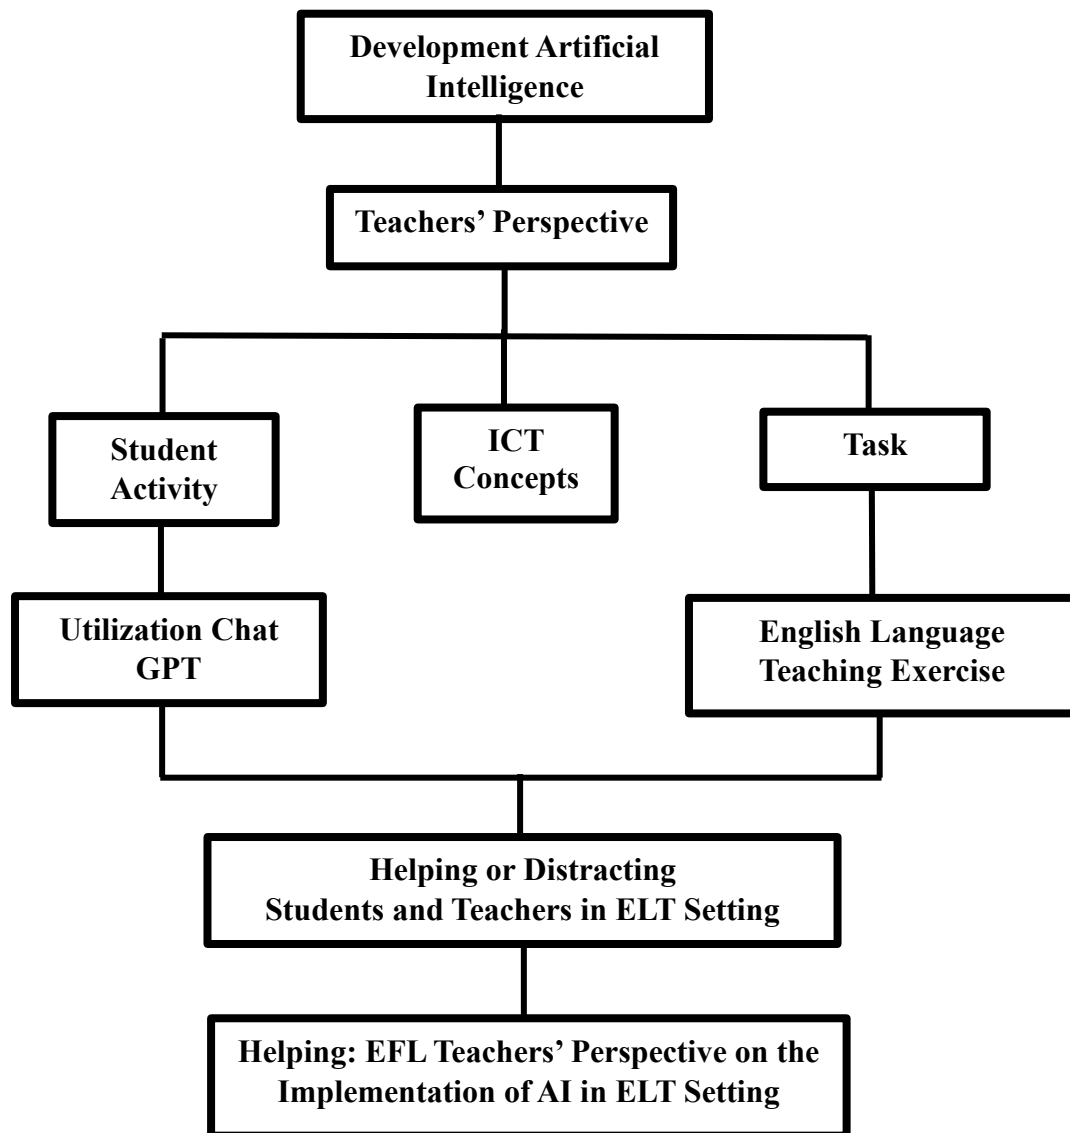 Development Artificial
Intelligence
Teachers’ Perspective
Student
Activity
ICT
Concepts
Task
Utilization Chat
GPT
English Language
Teaching Exercise
Helping or Distracting
Students and Teachers in ELT Setting
Helping: EFL Teachers’ Perspective on the
Implementation of AI in ELT Setting